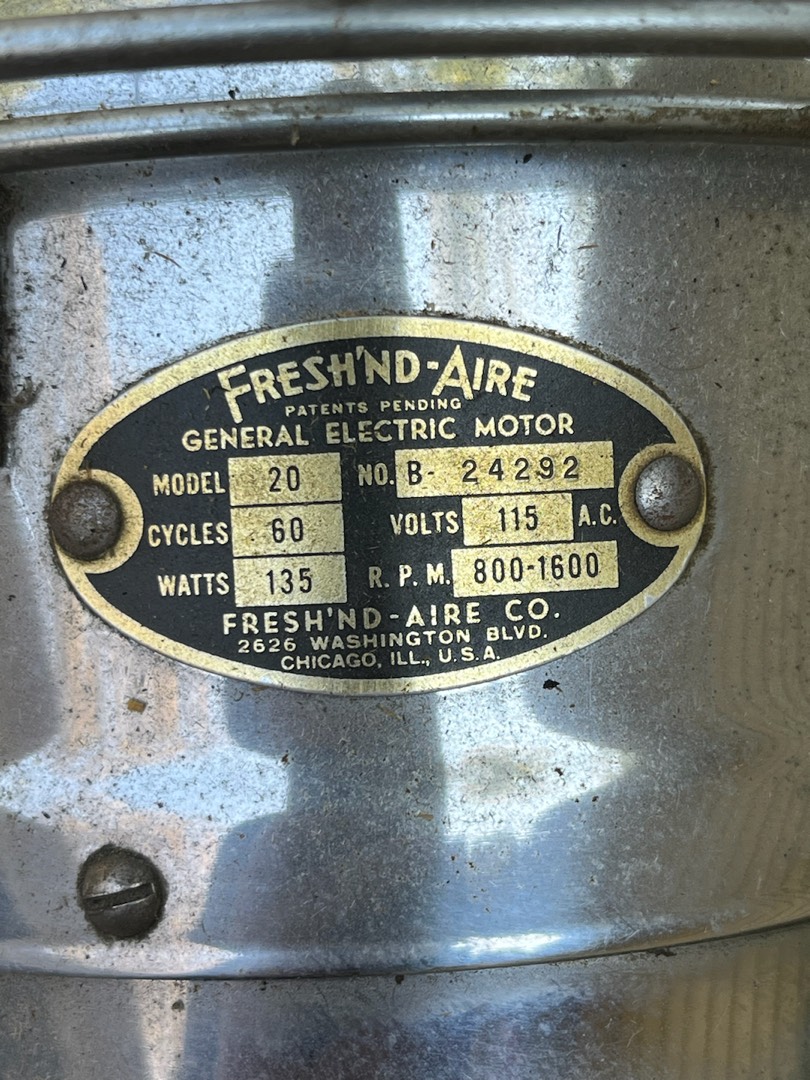 FRESH'ND-AIRE
PATENTS PENDING
GENERAL ELECTRIC MOTOR
MODEL 20 NO. B- 24292
CYCLES 60 VOLTS 115 A.C.
WATTS 135 R.P.M. 800-1600
FRESH'ND-AIRE CO.
2626 WASHINGTON BLVD.
CHICAGO, ILL., U.S.A.